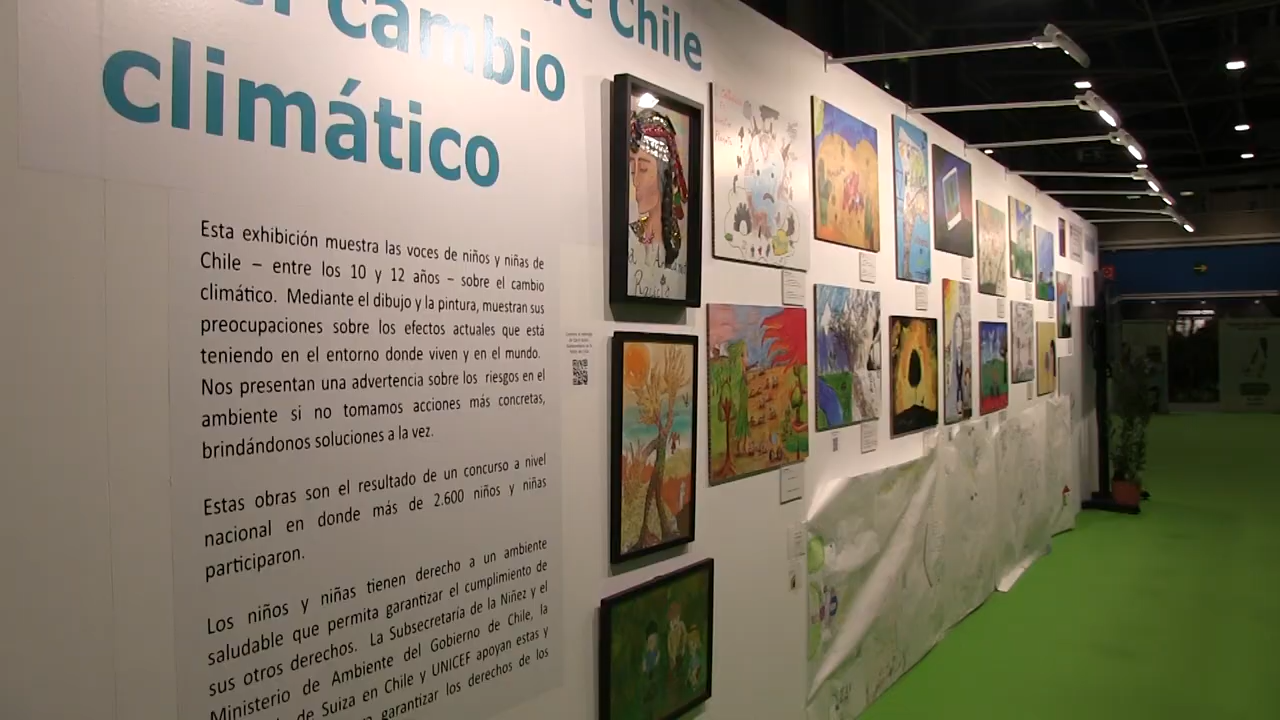 de Chile
el cambio
climático
Esta exhibición muestra las voces de niños y niñas de
Chile – entre los 10 y 12 años – sobre el cambio
climático. Mediante el dibujo y la pintura, muestran sus
preocupaciones sobre los efectos actuales que está
teniendo en el entorno donde viven y en el mundo.
Nos presentan una advertencia sobre los riesgos en el
ambiente si no tomamos acciones más concretas,
brindándonos soluciones a la vez.
Estas obras son el resultado de un concurso a nivel
nacional en donde más de 2.600 niños y niñas
participaron.
Los niños y niñas tienen derecho a un ambiente
saludable que permita garantizar el cumplimiento de
sus otros derechos. La Subsecretaría de la Niñez y el
Ministerio de Ambiente del Gobierno de Chile, la
de Suiza en Chile y UNICEF apoyan estas y
garantizar los derechos de los